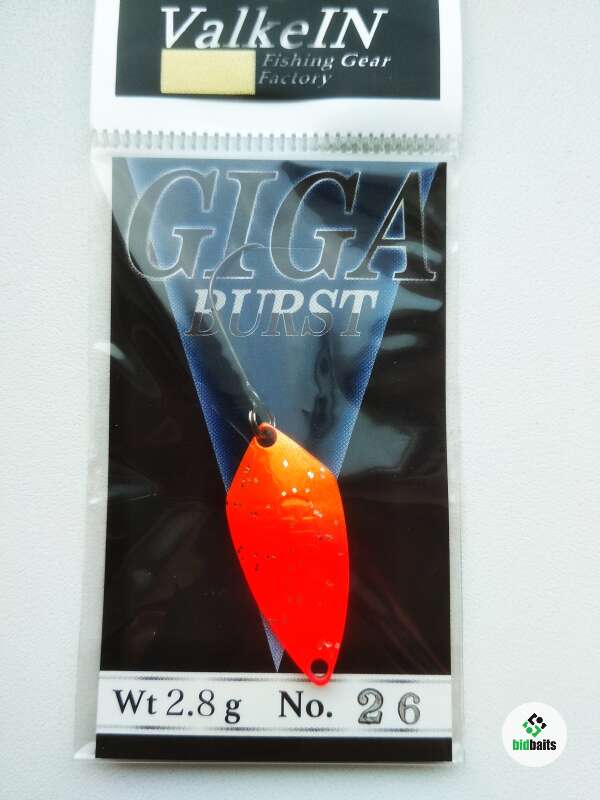 ValkeIN
Fishing Gear
Factory
GIGA
BURST
Wt 2.8 g No. 26
bidbaits